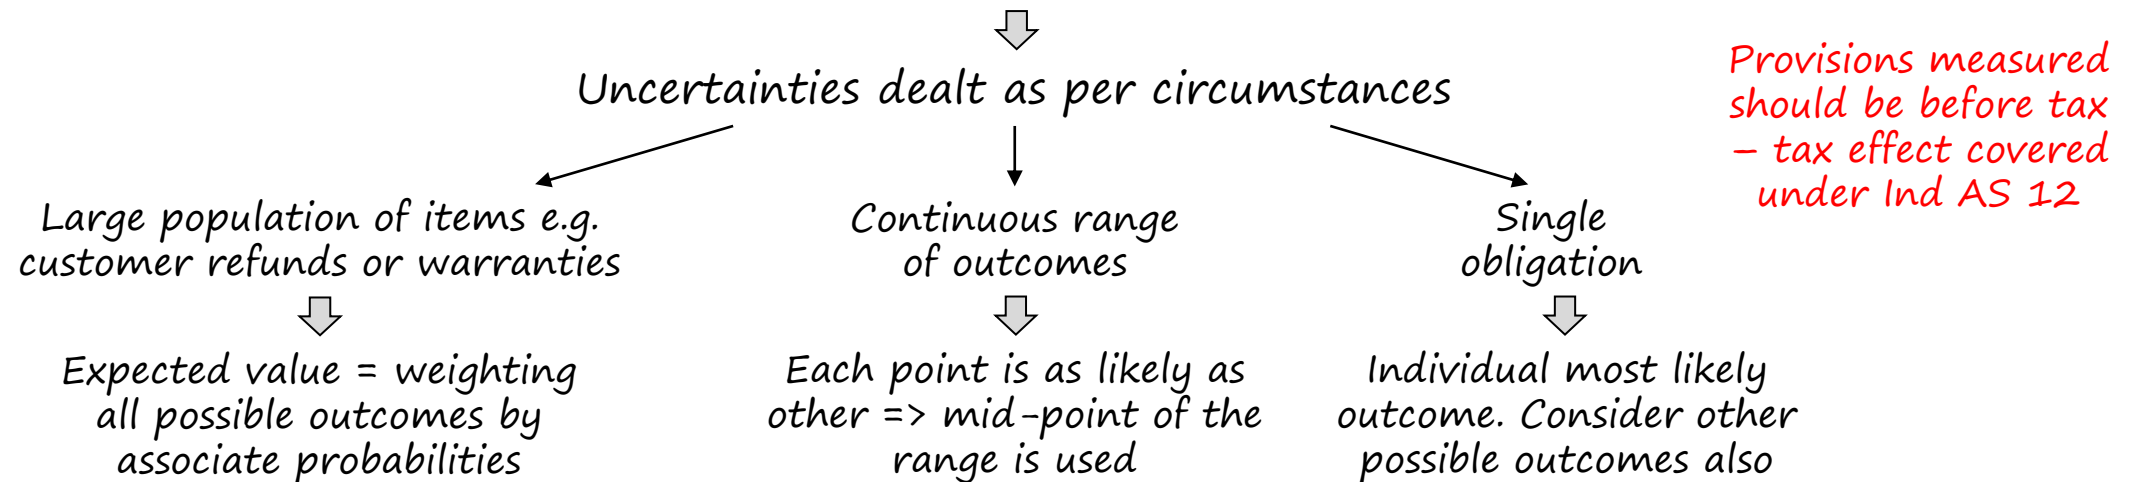 Uncertainties dealt as per circumstances
Provisions measured
should be before tax
– tax effect covered
under Ind AS 12
Large population of items e.g.
customer refunds or warranties
Expected value = weighting
all possible outcomes by
associate probabilities
Continuous range
of outcomes
Each point is as likely as
other => mid-point of the
range is used
Single
obligation
Individual most likely
outcome. Consider other
possible outcomes also